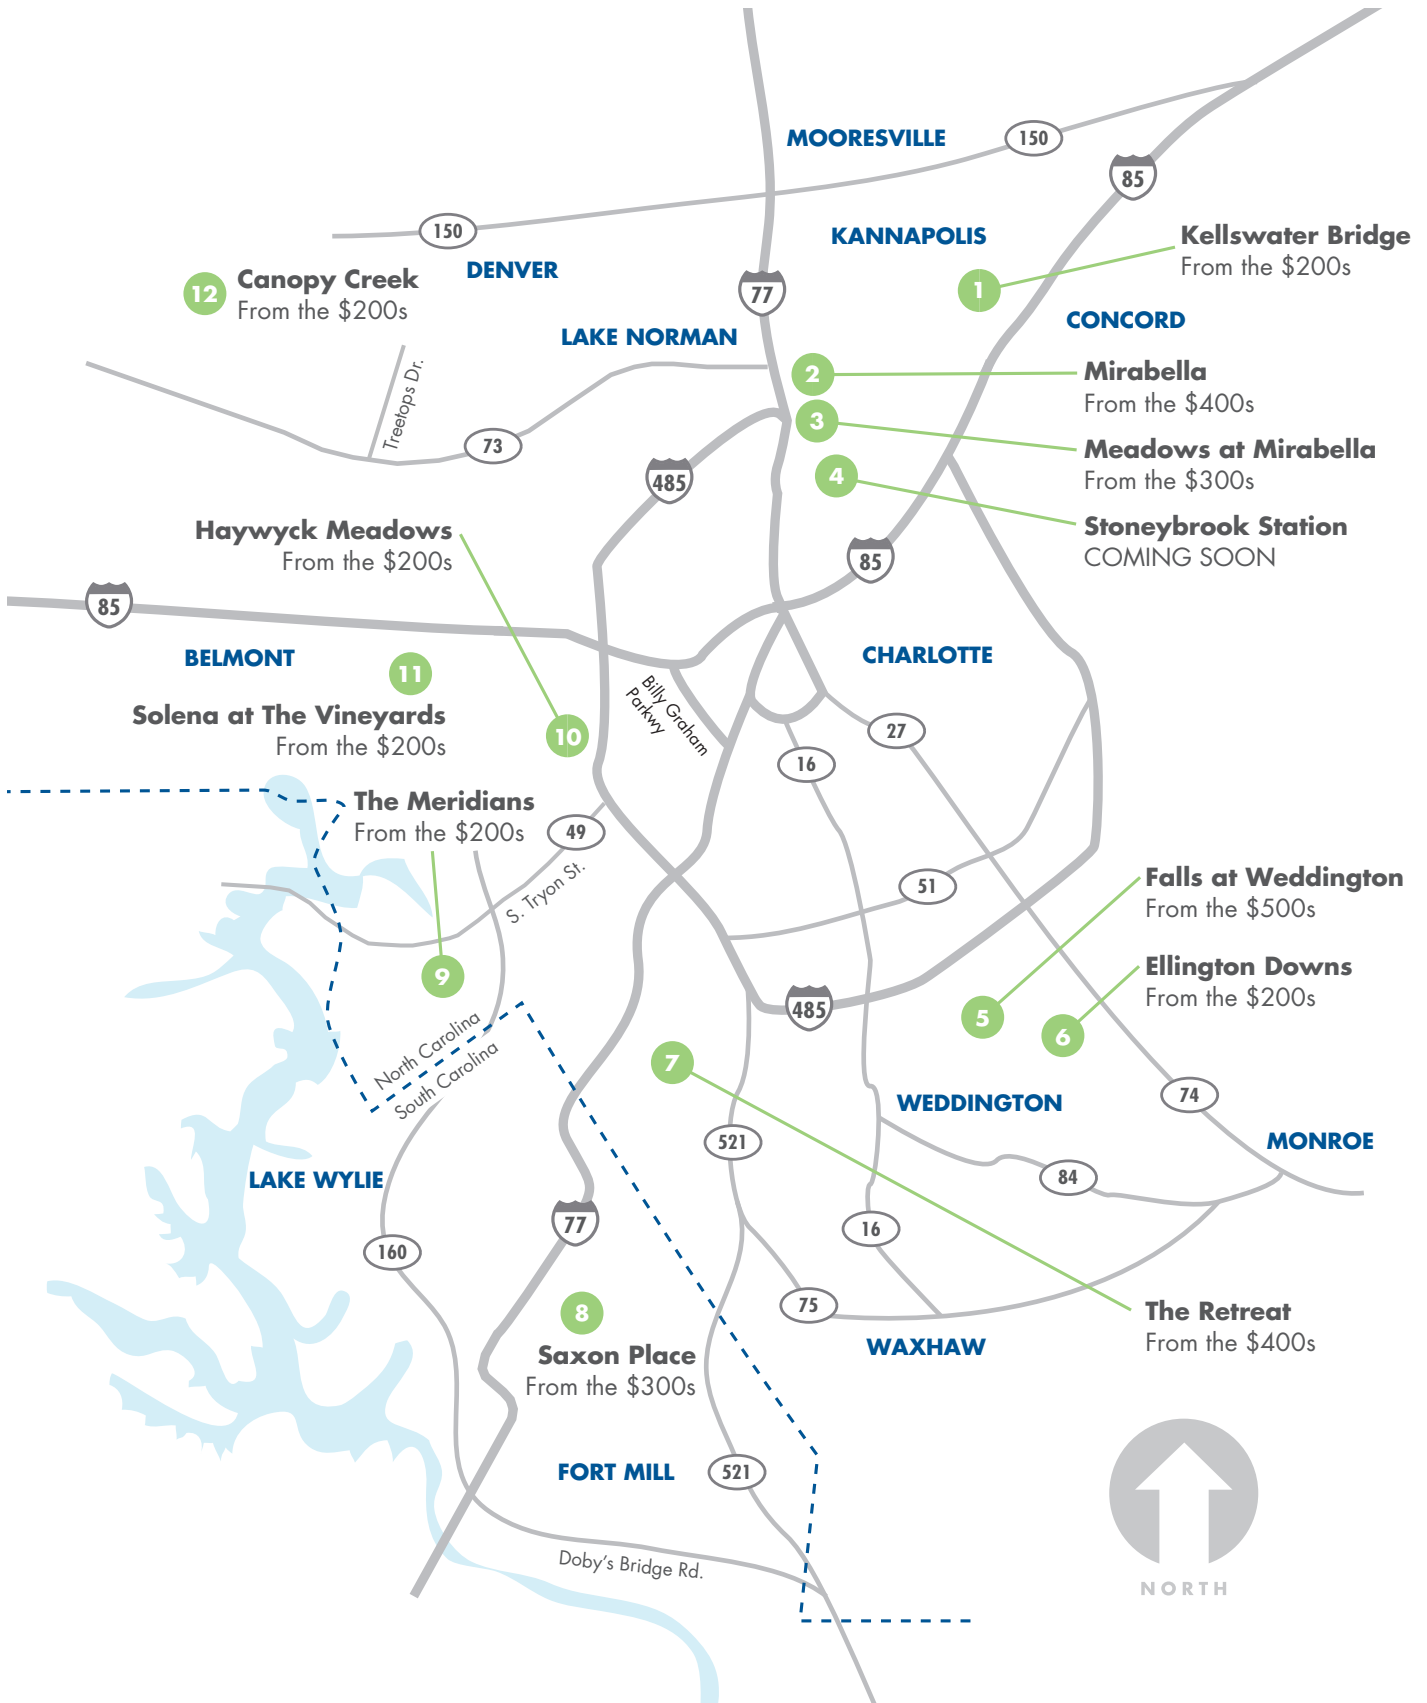 MOORESVILLE
150
85
150
KANNAPOLIS
Kellswater Bridge
From the $200s
DENVER
12
Canopy Creek
From the $200s
77
1
CONCORD
LAKE NORMAN
2
Mirabella
From the $400s
Treetops Dr.
73
3
Meadows at Mirabella
From the $300s
485
4
Stoneybrook Station
COMING SOON
Haywyck Meadows
From the $200s
85
85
BELMONT
11
CHARLOTTE
Solena at The Vineyards
From the $200s
Billy Graham
Parkwy
10
27
16
The Meridians
From the $200s
49
S. Tryon St.
51
Falls at Weddington
From the $500s
9
Ellington Downs
From the $200s
485
5
6
North Carolina
South Carolina
7
WEDDINGTON
74
521
MONROE
LAKE WYLIE
84
77
16
160
8
75
The Retreat
From the $400s
Saxon Place
From the $300s
WAXHAW
FORT MILL
521
Doby's Bridge Rd.
NORTH